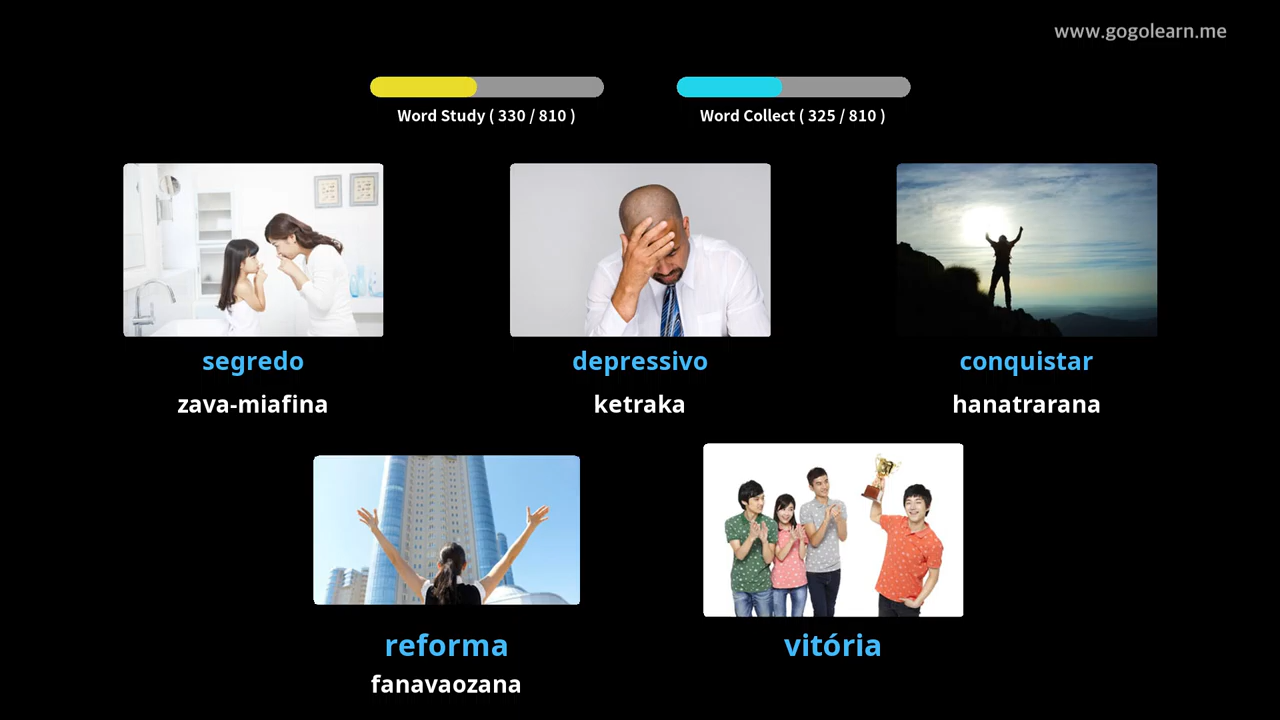 www.gogolearn.me
Word Study ( 330 / 810 )
Word Collect ( 325 / 810 )
segredo
depressivo
conquistar
zava-miafina
ketraka
hanatrarana
reforma
vitória
fanavaozana